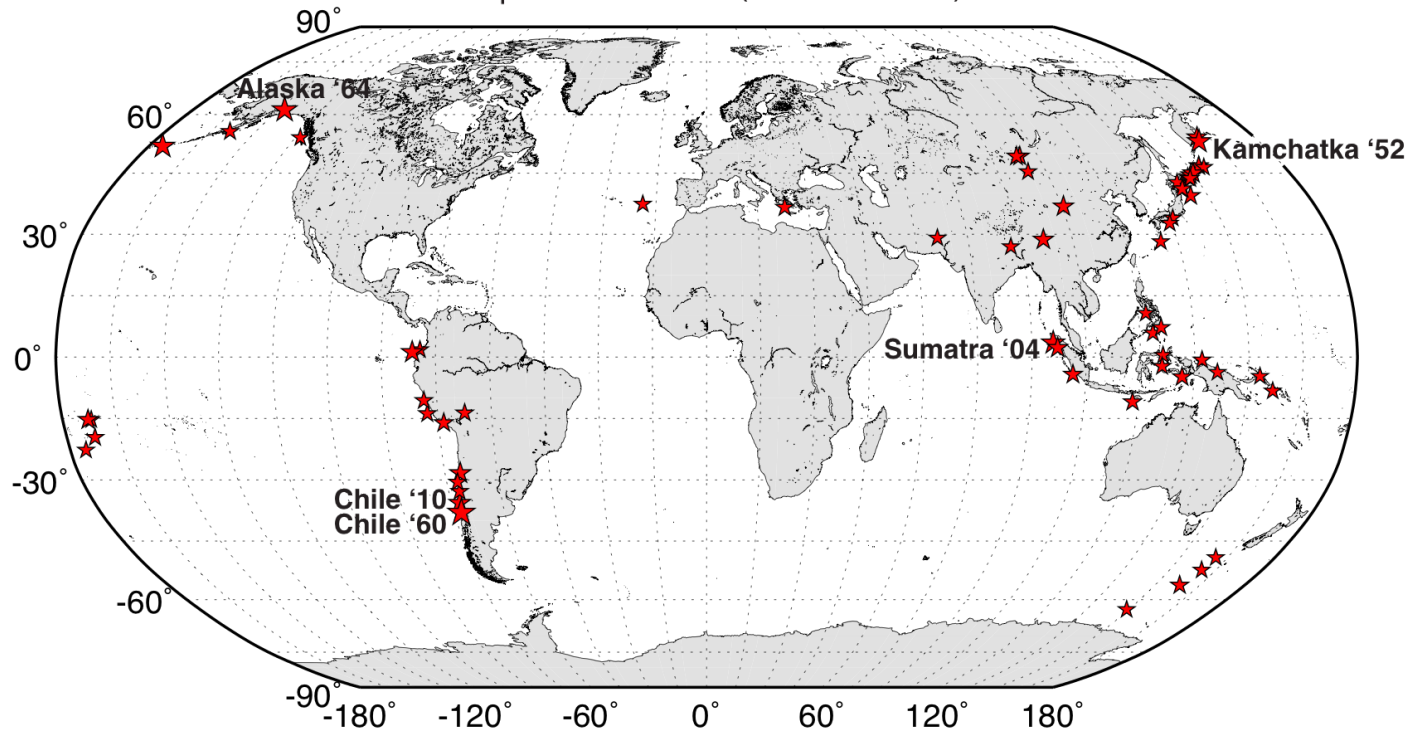 90°
Alaska ‘64
60°
Kamchatka ‘52
30°
Sumatra ‘04
0°
-30°
Chile ‘10
Chile ‘60
-60°
-90°
-180° -120° -60° 0° 60° 120° 180°